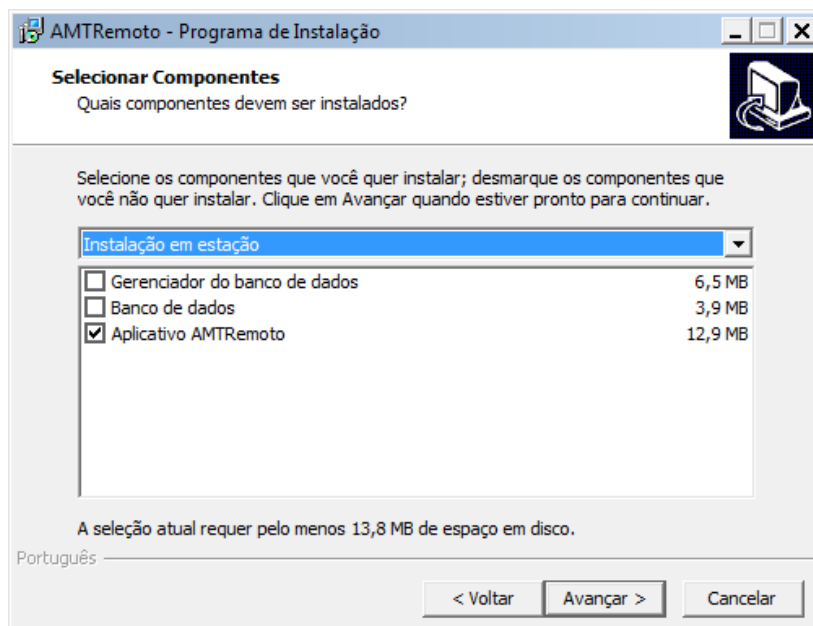 AMTRemoto - Programa de Instalação
Selecionar Componentes
Quais componentes devem ser instalados?
Selecione os componentes que você quer instalar; desmarque os componentes que
você não quer instalar. Clique em Avançar quando estiver pronto para continuar.
Instalação em estação
Gerenciador do banco de dados 6,5 MB
Banco de dados 3,9 MB
Aplicativo AMTRemoto 12,9 MB
A seleção atual requer pelo menos 13,8 MB de espaço em disco.
Português
< Voltar Avançar > Cancelar